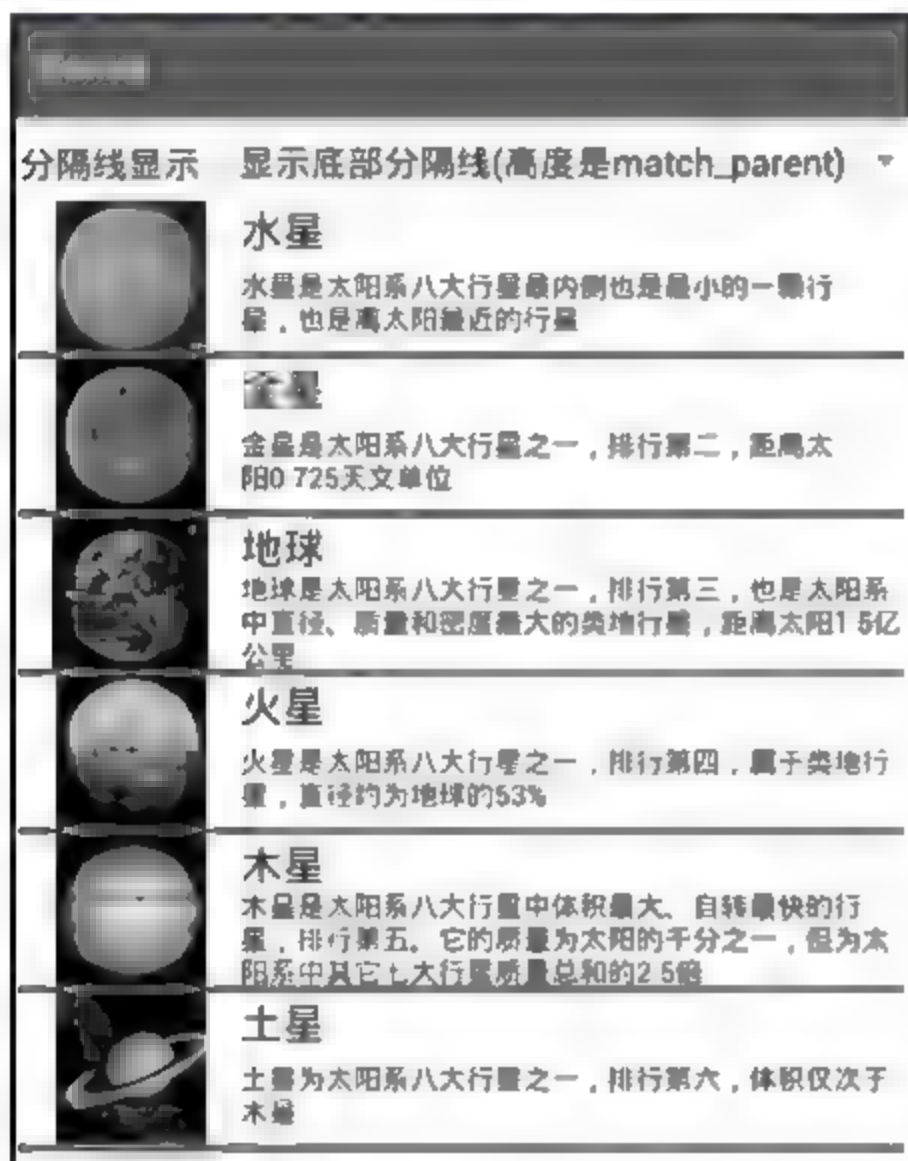 分隔线显示 显示底部分隔线(高度是match_parent)
水星
水星是太阳系八大行星最内侧也是最小的一颗行
星，也是离太阳最近的行星
金星是太阳系八大行星之一，排行第二，距离太
阳0 725天文单位
地球
地球是太阳系八大行星之一，排行第三，也是太阳系
中直径、质量和密度最大的类地行星，距离太阳1 5亿
公里
火星
火星是太阳系八大行星之一，排行第四，属于类地行
星，直径约为地球的53%
木星
木星是太阳系八大行星中体积最大、自转最快的行
星，排行第五。它的质量为太阳的千分之一，但为太
阳系中其它七大行星质量总和的2 5倍
土星
土星为太阳系八大行星之一，排行第六，体积仅次于
木星